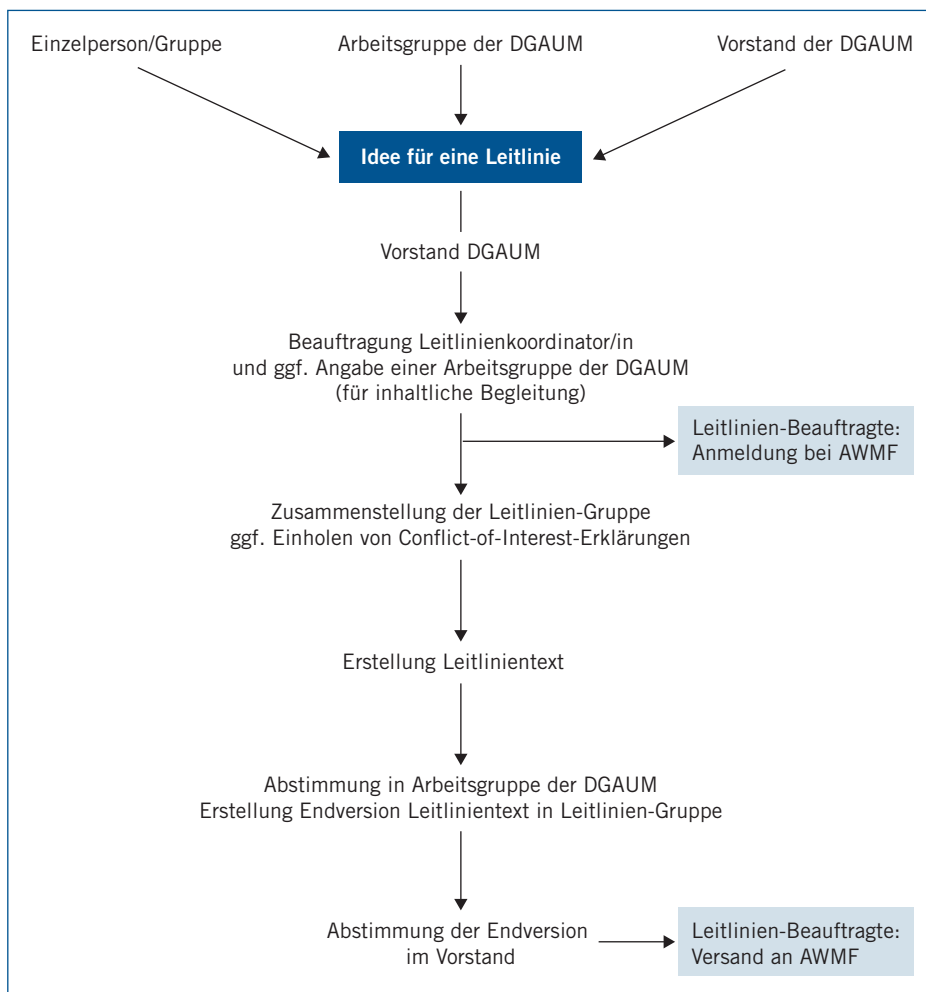 Einzelperson/Gruppe
Arbeitsgruppe der DGAUM
Vorstand der DGAUM
Idee für eine Leitlinie
Vorstand DGAUM
Beauftragung Leitlinienkoordinator/in
und ggf. Angabe einer Arbeitsgruppe der DGAUM
(für inhaltliche Begleitung)
Leitlinien-Beauftragte:
Anmeldung bei AWMF
Zusammenstellung der Leitlinien-Gruppe
ggf. Einholen von Conflict-of-Interest-Erklärungen
Erstellung Leitlinientext
Abstimmung in Arbeitsgruppe der DGAUM
Erstellung Endversion Leitlinientext in Leitlinien-Gruppe
Abstimmung der Endversion
im Vorstand
Leitlinien-Beauftragte:
Versand an AWMF